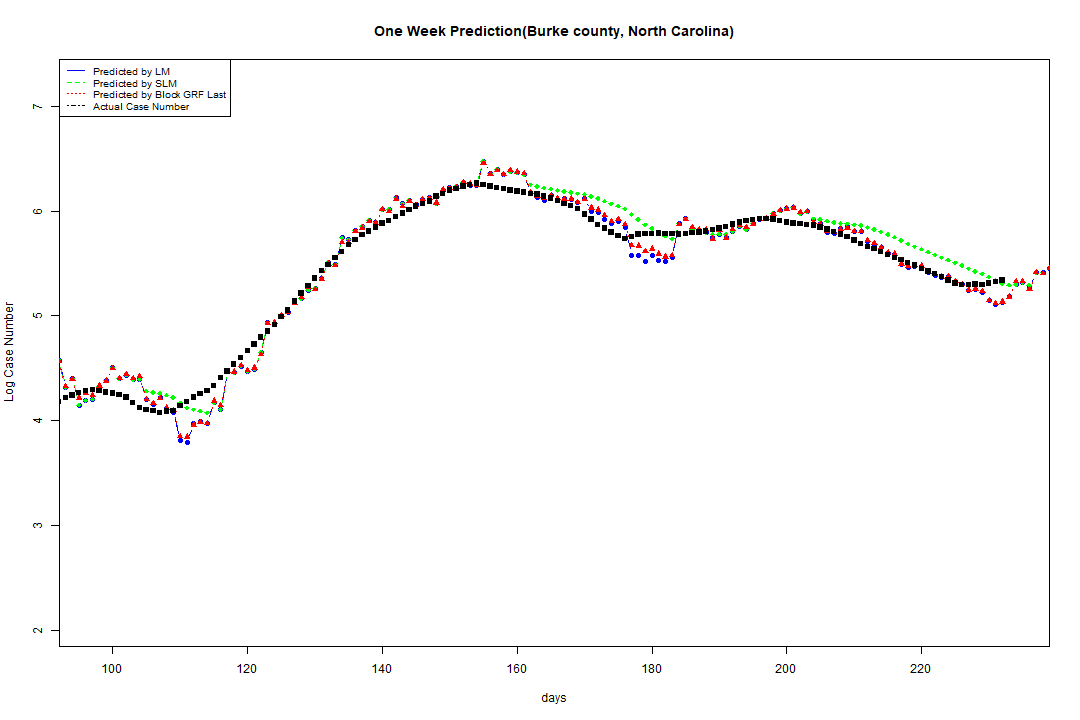 One Week Prediction(Burke county, North Carolina)
Predicted by LM
Predicted by SLM
Predicted by Block GRF Last
Actual Case Number
7
6
5
4
3
2
Log Case Number
100 120 140 160 180 200 220
days